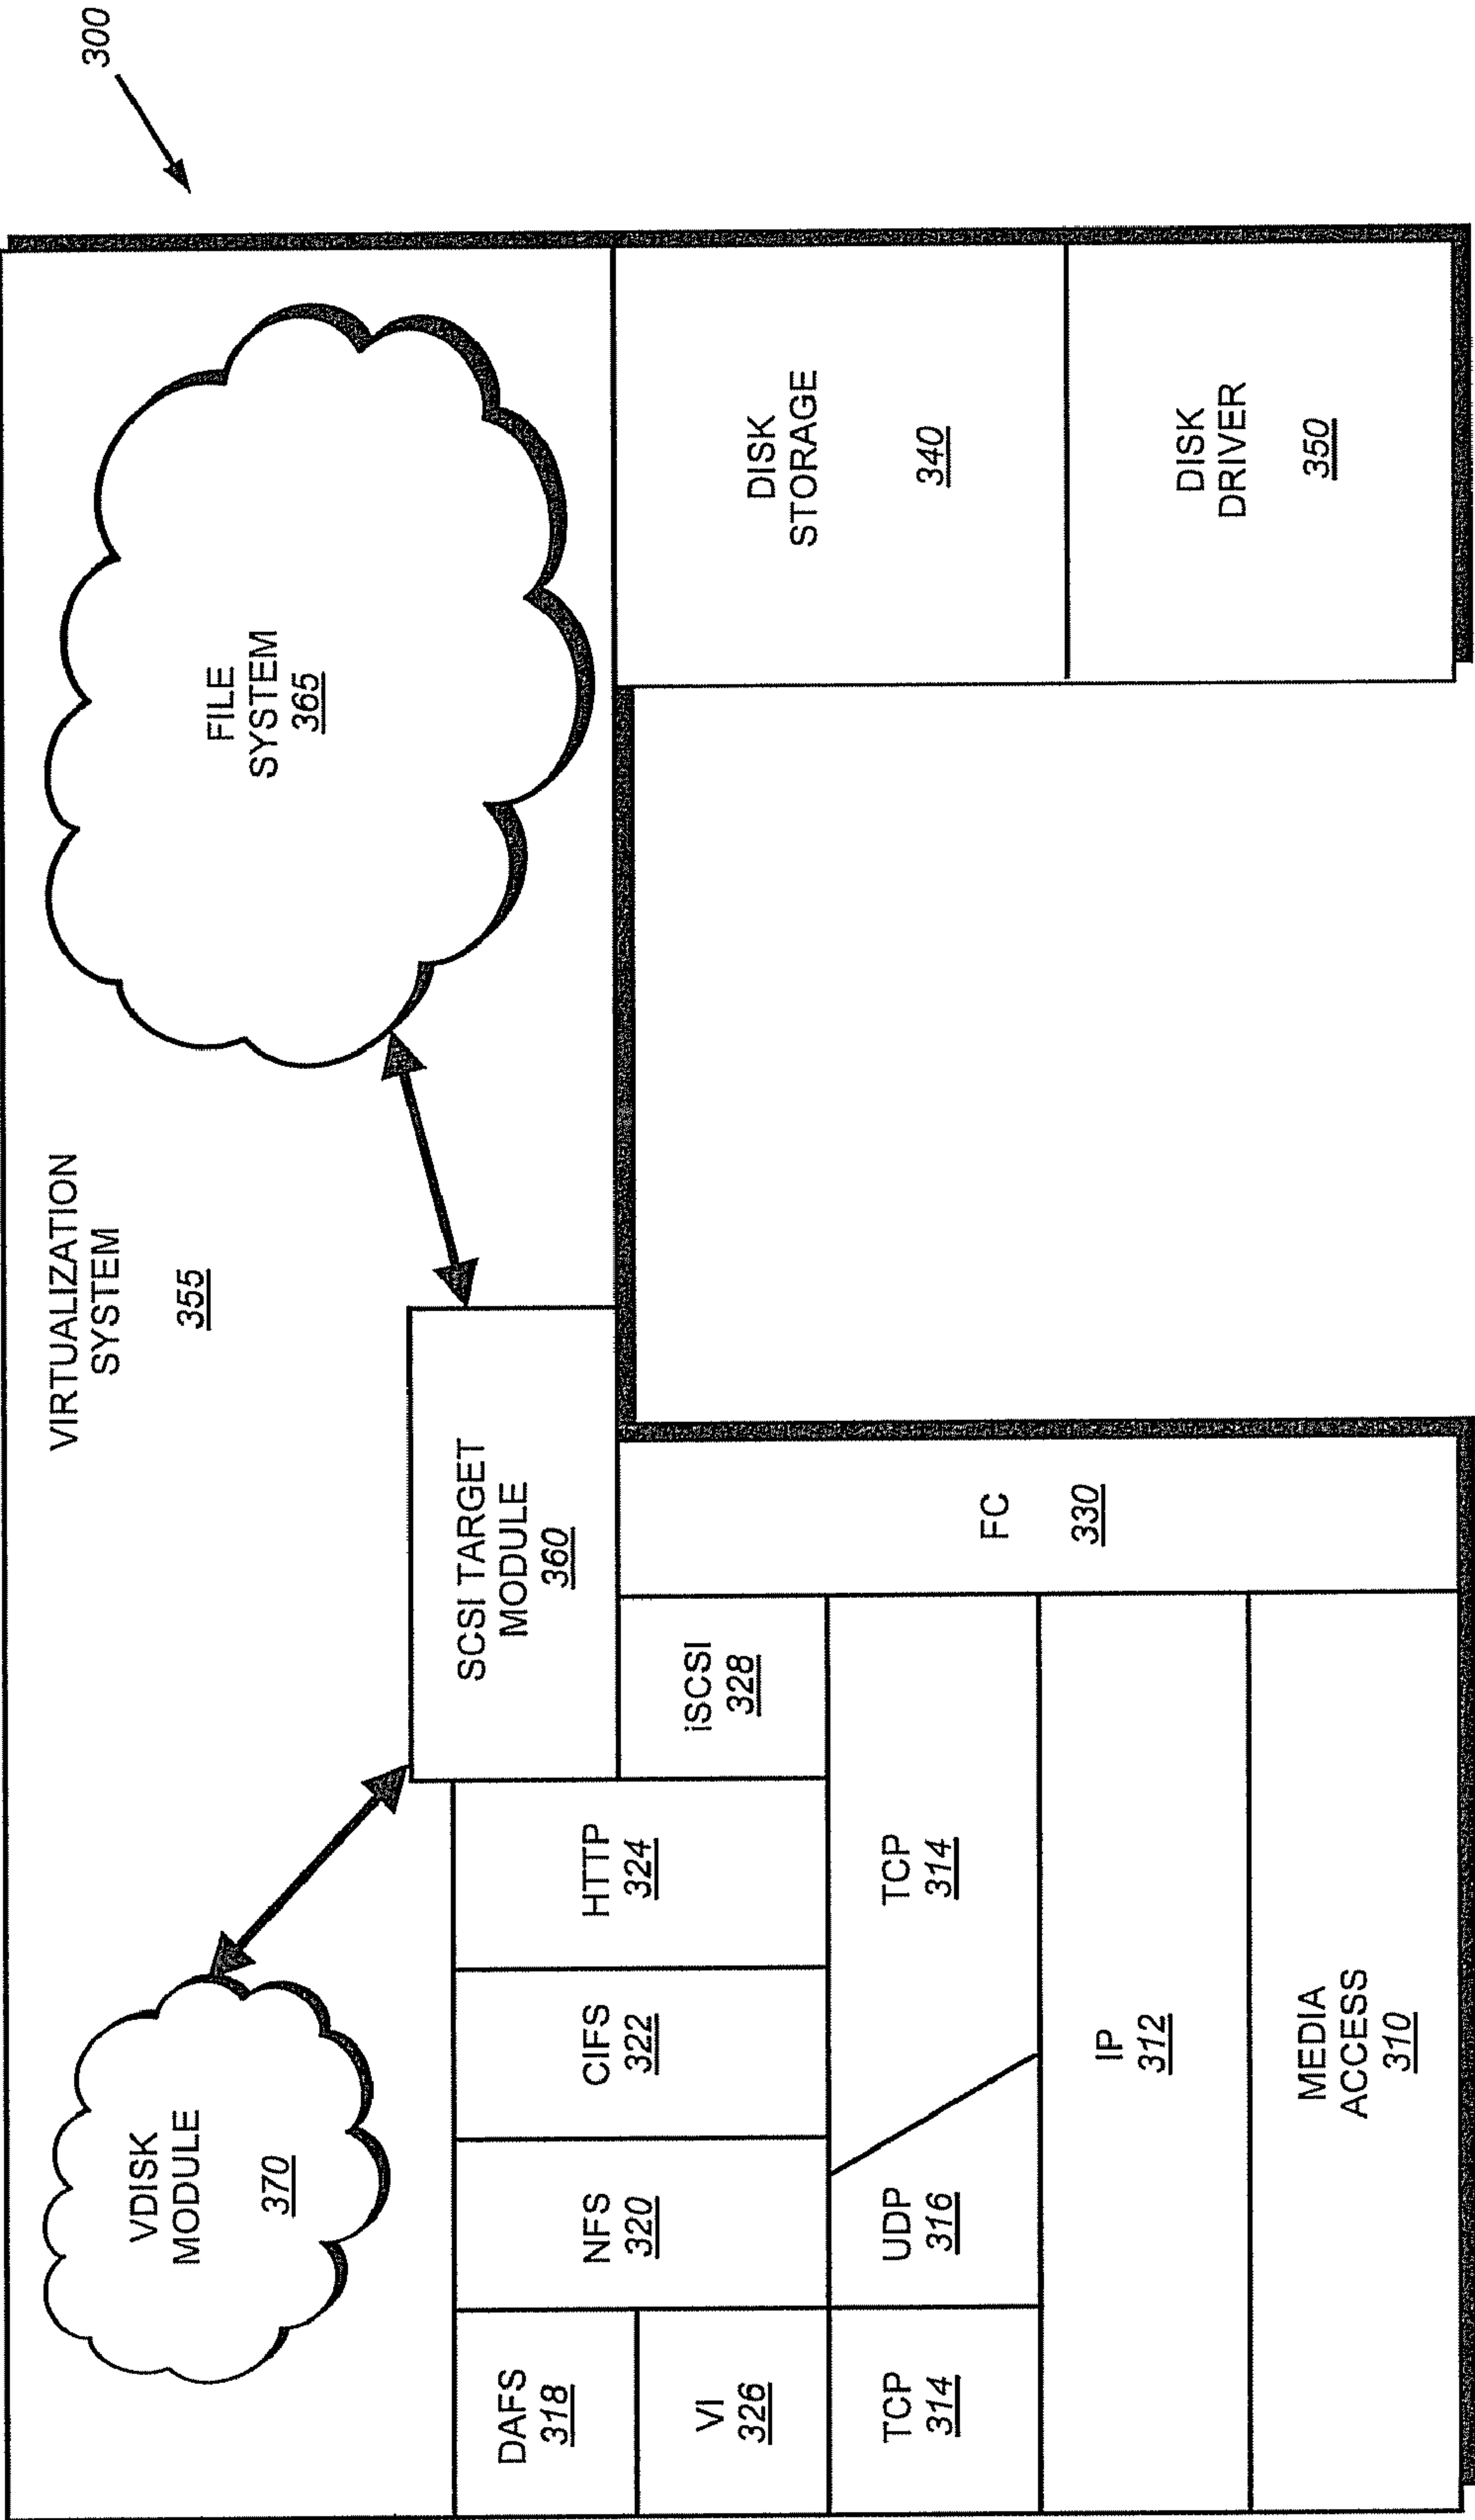 300
VIRTUALIZATION
SYSTEM
355
VDISK
MODULE
370
FILE
SYSTEM
365
SCSI TARGET
MODULE
360
DAFS
318
VI
326
NFS
320
CIFS
322
HTTP
324
iSCSI
328
FC
330
TCP
314
UDP
316
TCP
314
IP
312
MEDIA
ACCESS
310
DISK
STORAGE
340
DISK
DRIVER
350